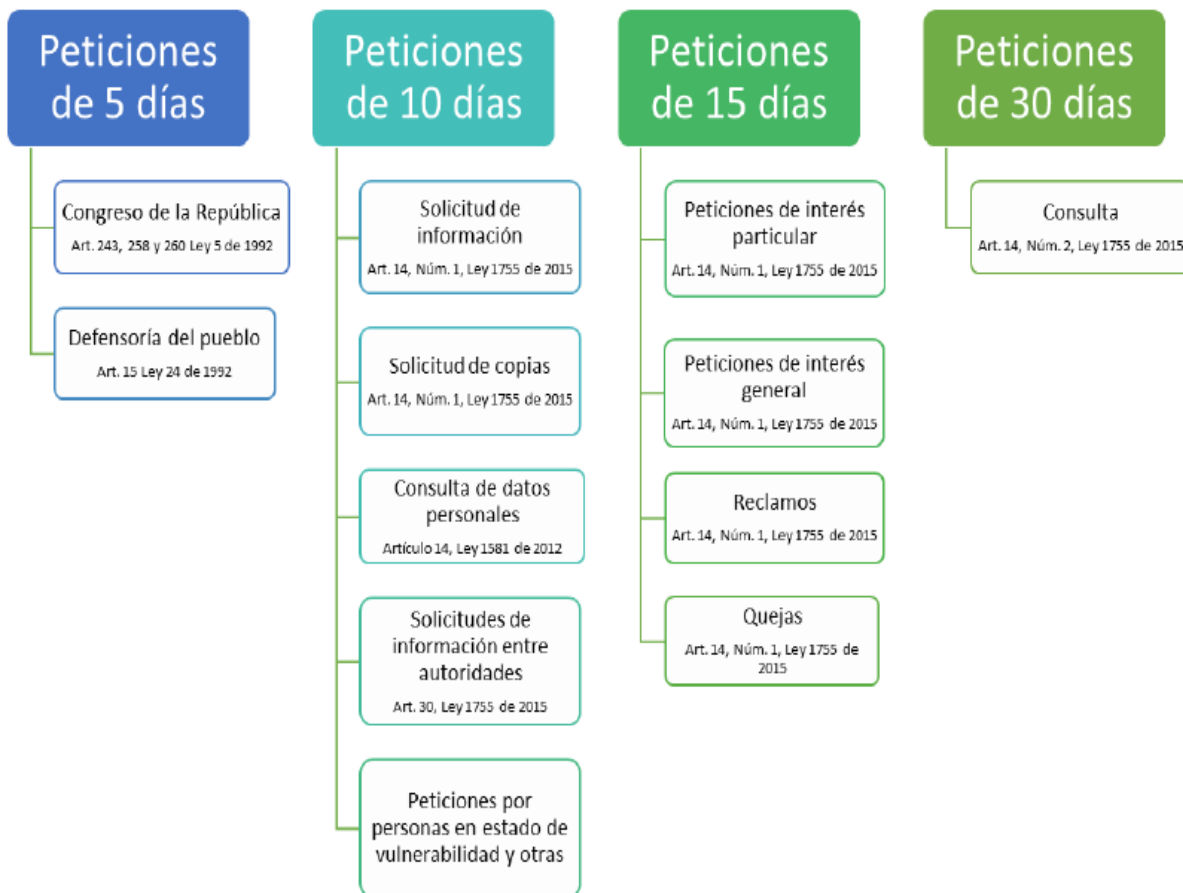 Peticiones
de 5 días
Congreso de la República
Art. 243, 258 y 260 Ley 5 de 1992
Defensoría del pueblo
Art. 15 Ley 24 de 1992
Peticiones
de 10 días
Solicitud de
información
Art. 14, Núm. 1, Ley 1755 de 2015
Solicitud de copias
Art. 14, Núm. 1, Ley 1755 de 2015
Consulta de datos
personales
Artículo 14, Ley 1581 de 2012
Solicitudes de
información entre
autoridades
Art. 30, Ley 1755 de 2015
Peticiones por
personas en estado de
vulnerabilidad y otras
Peticiones
de 15 días
Peticiones de interés
particular
Art. 14, Núm. 1, Ley 1755 de 2015
Peticiones de interés
general
Art. 14, Núm. 1, Ley 1755 de 2015
Reclamos
Art. 14, Núm. 1, Ley 1755 de 2015
Quejas
Art. 14, Núm. 1, Ley 1755 de
2015
Peticiones
de 30 días
Consulta
Art. 14, Núm. 2, Ley 1755 de 2015